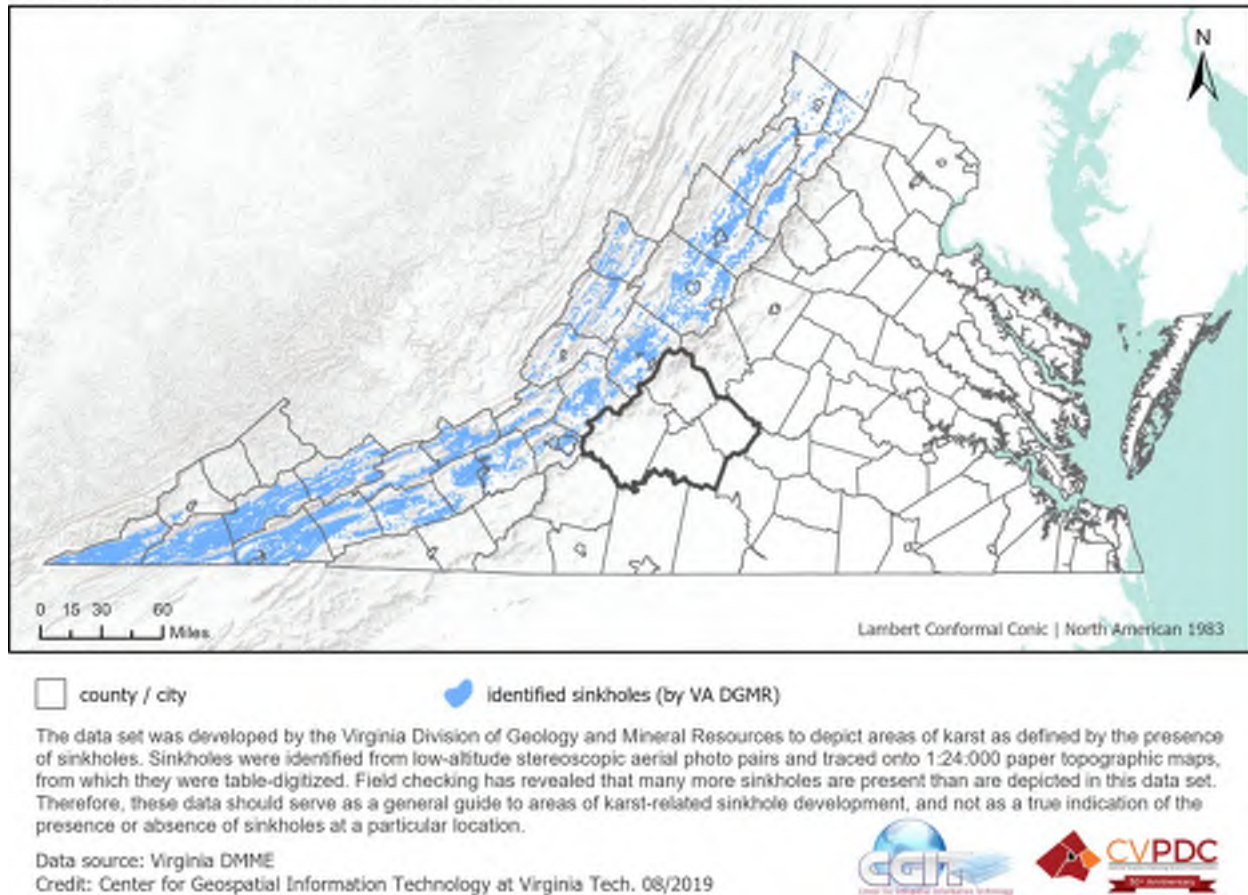 N
0 15 30 60
Miles
Lambert Conformal Conic | North American 1983
county / city
identified sinkholes (by VA DGMR)
The data set was developed by the Virginia Division of Geology and Mineral Resources to depict areas of karst as defined by the presence
of sinkholes. Sinkholes were identified from low-altitude stereoscopic aerial photo pairs and traced onto 1:24:000 paper topographic maps,
from which they were table-digitized. Field checking has revealed that many more sinkholes are present than are depicted in this data set.
Therefore, these data should serve as a general guide to areas of karst-related sinkhole development, and not as a true indication of the
presence or absence of sinkholes at a particular location.
Data source: Virginia DMME
Credit: Center for Geospatial Information Technology at Virginia Tech. 08/2019
CGIT
Center for Geospatial Information Technology
CVPDC
50th Anniversary